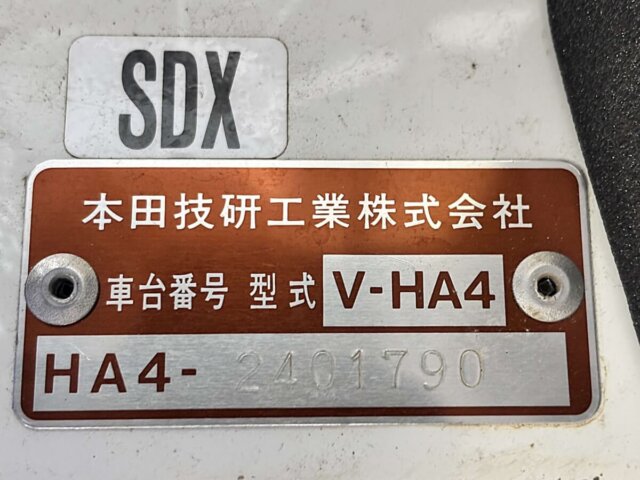 SDX
本田技研工業株式会社
車台番号 型式 V-HA4
HA4-2401790